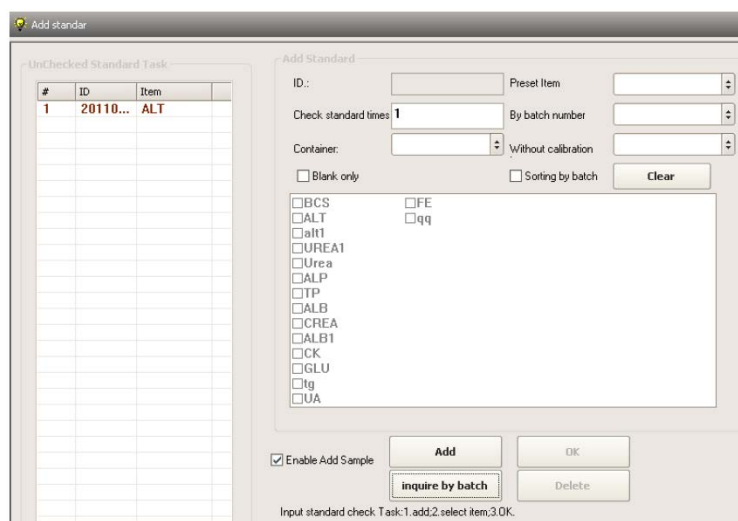 Add standar
UnChecked Standard Task
# ID Item
1 20110... ALT
Add Standard
ID.:
Preset Item
Check standard times 1
By batch number
Container:
Without calibration
Blank only
Sorting by batch
Clear
BCS
FE
ALT
qq
alt1
UREA1
Urea
ALP
TP
ALB
CREA
ALB1
CK
GLU
tg
UA
Enable Add Sample
Add
OK
inquire by batch
Delete
Input standard check Task:1.add;2.select item;3.OK.